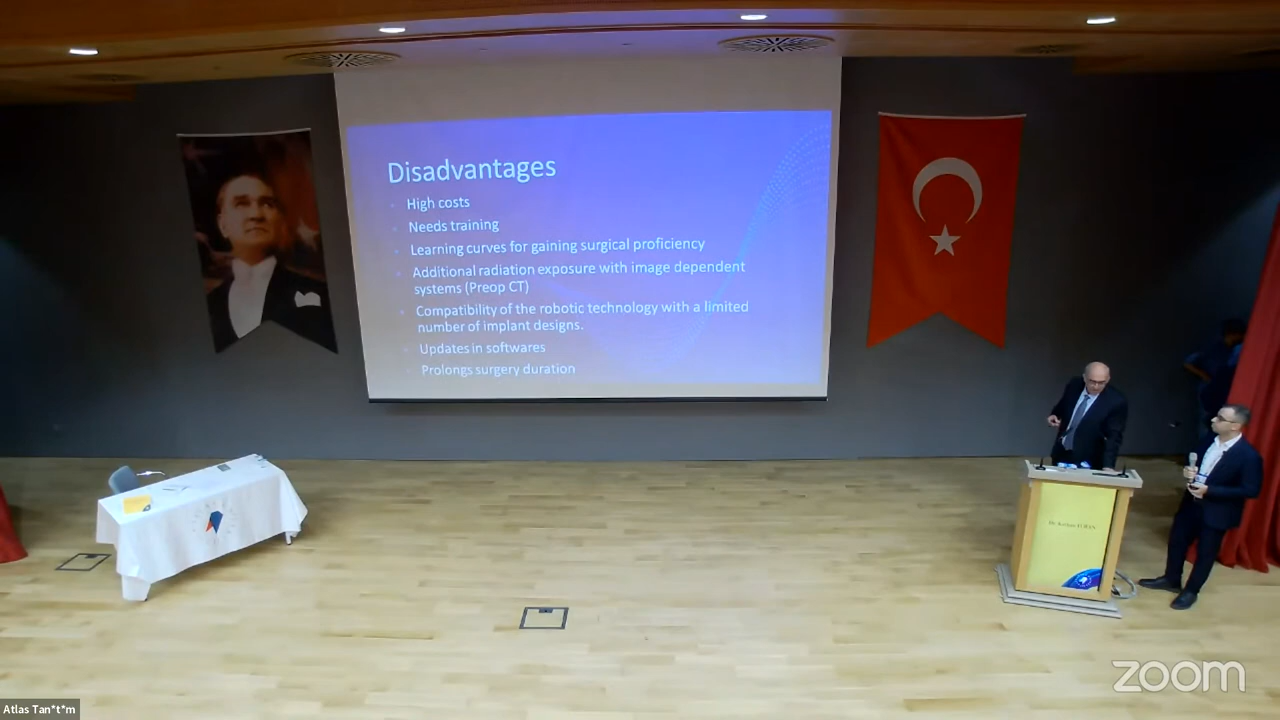 Disadvantages
High costs
Needs training
Learning curves for gaining surgical proficiency
Additional radiation exposure with image dependent
systems (Preop CT)
Compatibility of the robotic technology with a limited
number of implant designs.
Updates in softwares
Prolongs surgery duration
zoom
Atlas Tan*t*m